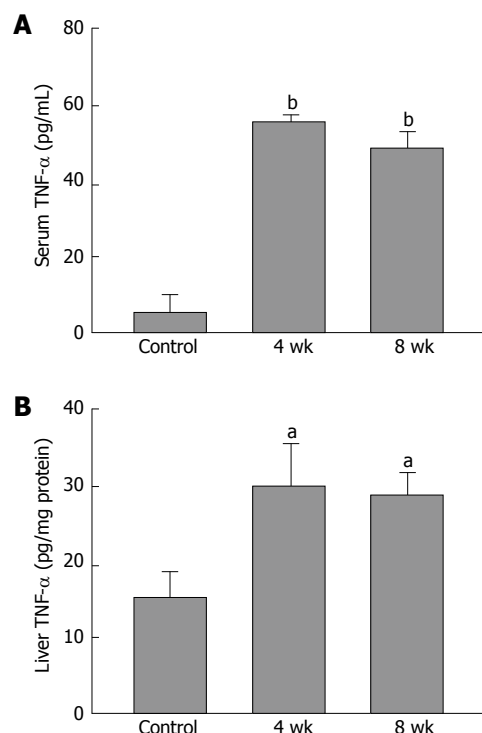 A
Serum TNF-α (pg/mL)
80
60
40
20
0
b
b
Control 4 wk 8 wk
B
Liver TNF-α (pg/mg protein)
40
30
20
10
0
a
a
Control 4 wk 8 wk